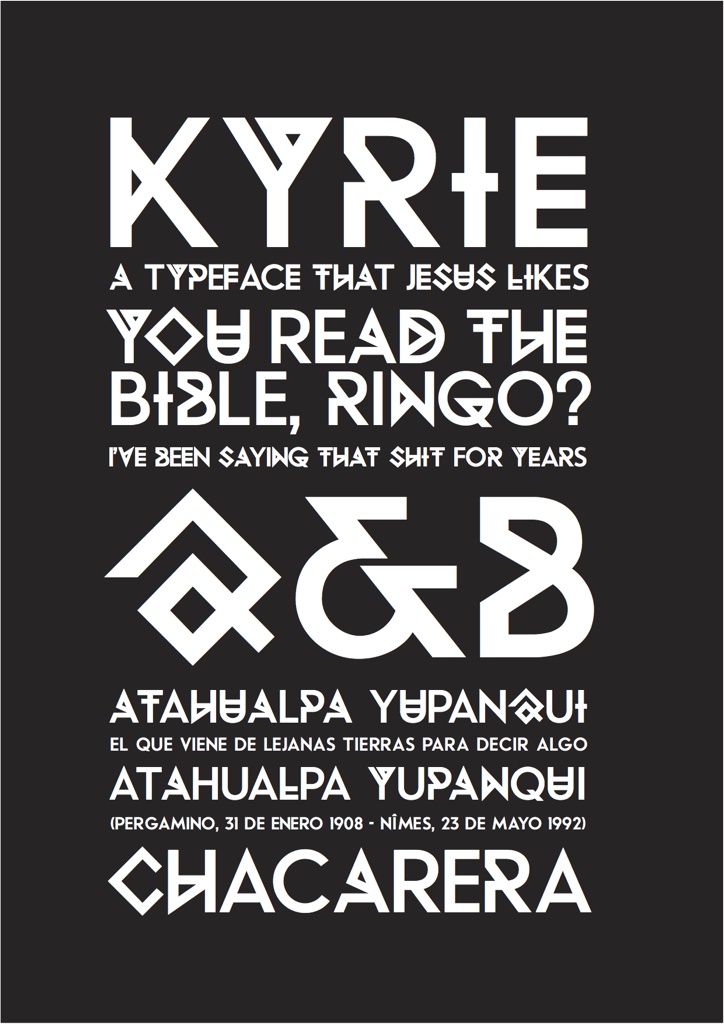 KYRIE
A TYPEFACE THAT JESUS LIKES
YOU READ THE
BIBLE, RINGO?
I'VE BEEN SAYING THAT SHIT FOR YEARS
Q&B
ATAHUALPA YUPANQUI
EL QUE VIENE DE LEJANAS TIERRAS PARA DECIR ALGO
ATAHUALPA YUPANQUI
(PERGAMINO, 31 DE ENERO 1908 - NÎMES, 23 DE MAYO 1992)
CHACARERA